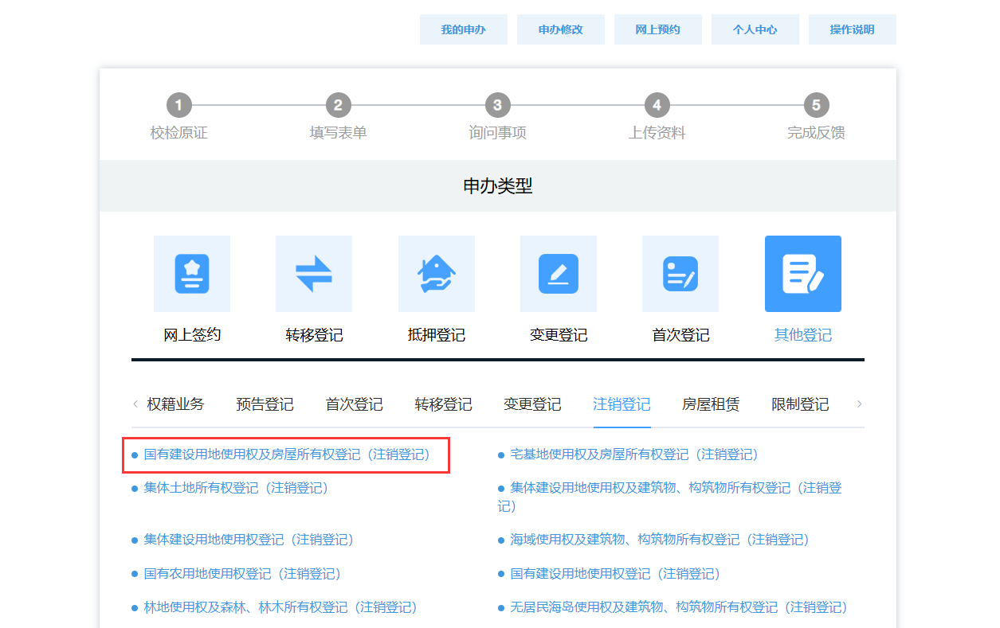 我的申办 申办修改 网上预约 个人中心 操作说明
1 2 3 4 5
校检原证 填写表单 询问事项 上传资料 完成反馈
申办类型
网上签约 转移登记 抵押登记 变更登记 首次登记 其他登记
权籍业务 预告登记 首次登记 转移登记 变更登记 注销登记 房屋租赁 限制登记
国有建设用地使用权及房屋所有权登记（注销登记）
宅基地使用权及房屋所有权登记（注销登记）
集体土地所有权登记（注销登记）
集体建设用地使用权及建筑物、构筑物所有权登记（注销登
记）
集体建设用地使用权登记（注销登记）
海域使用权及建筑物、构筑物所有权登记（注销登记）
国有农用地使用权登记（注销登记）
国有建设用地使用权登记（注销登记）
林地使用权及森林、林木所有权登记（注销登记）
无居民海岛使用权及建筑物、构筑物所有权登记（注销登记）